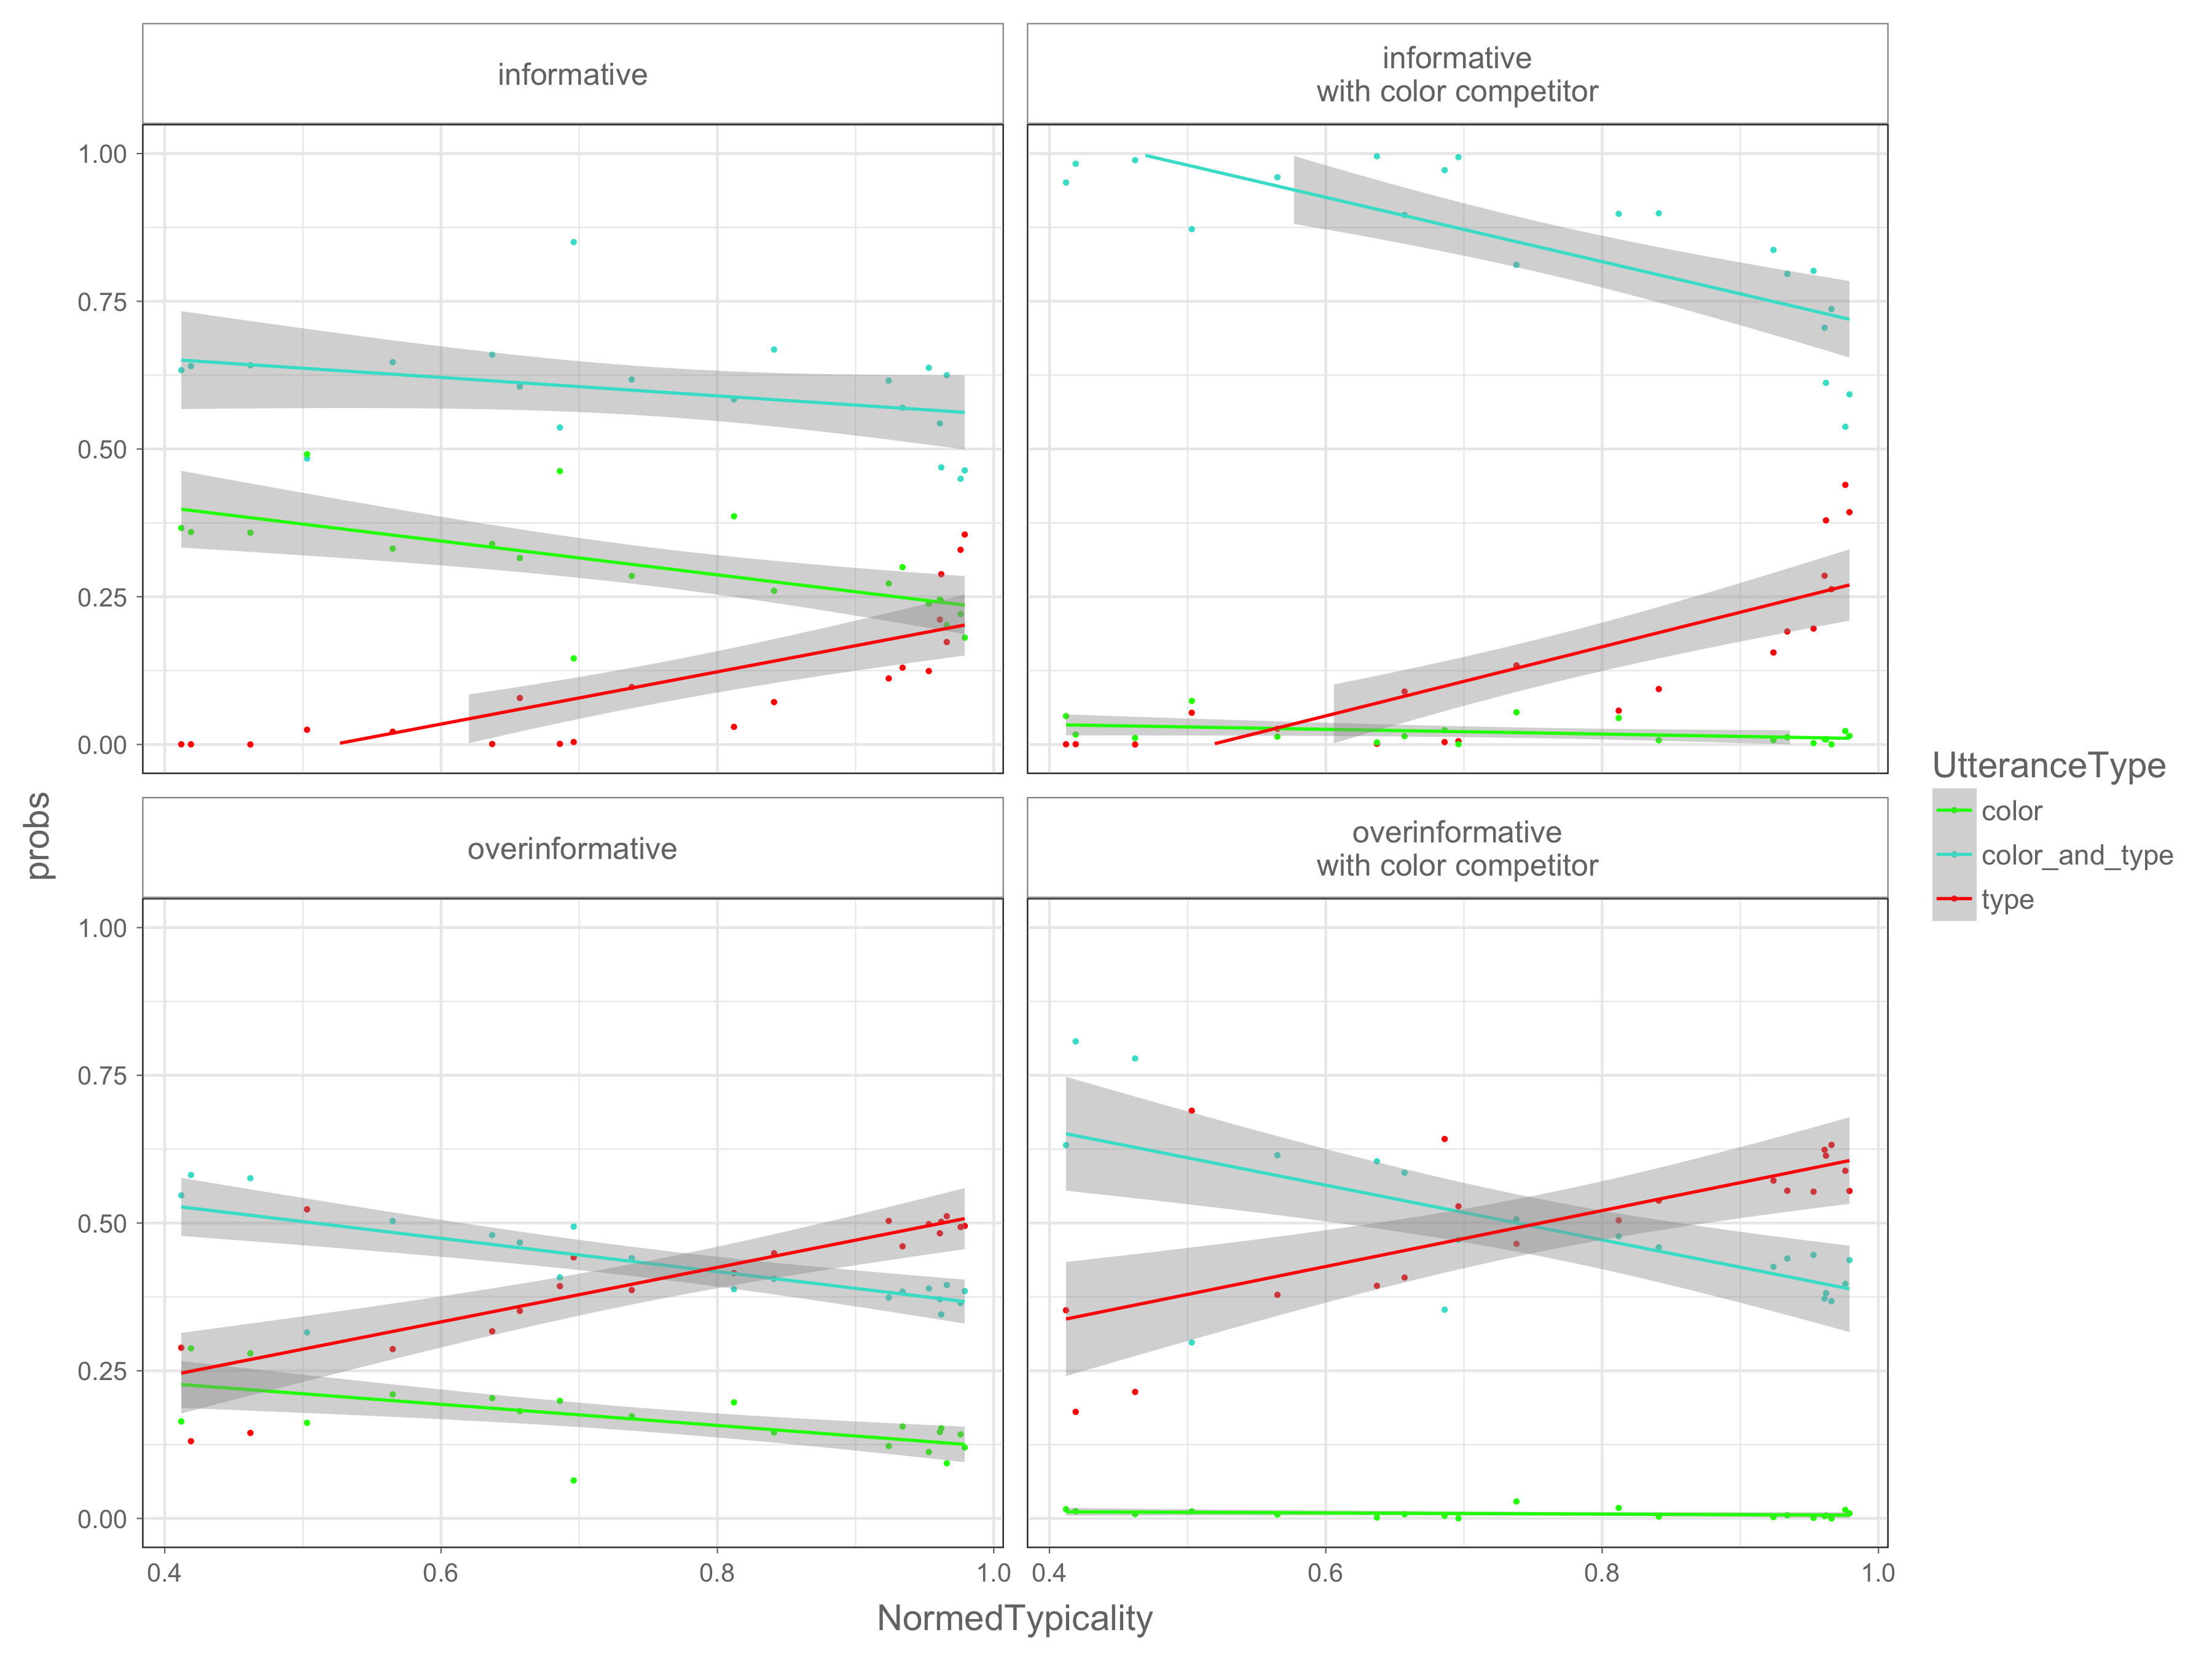 informative
informative
with color competitor
1.00
0.75
0.50
0.25
0.00
overinformative
overinformative
with color competitor
1.00
0.75
0.50
0.25
0.00
0.4 0.6 0.8 1.0
0.4 0.6 0.8 1.0
NormedTypicality
probs
UtteranceType
color
color_and_type
type